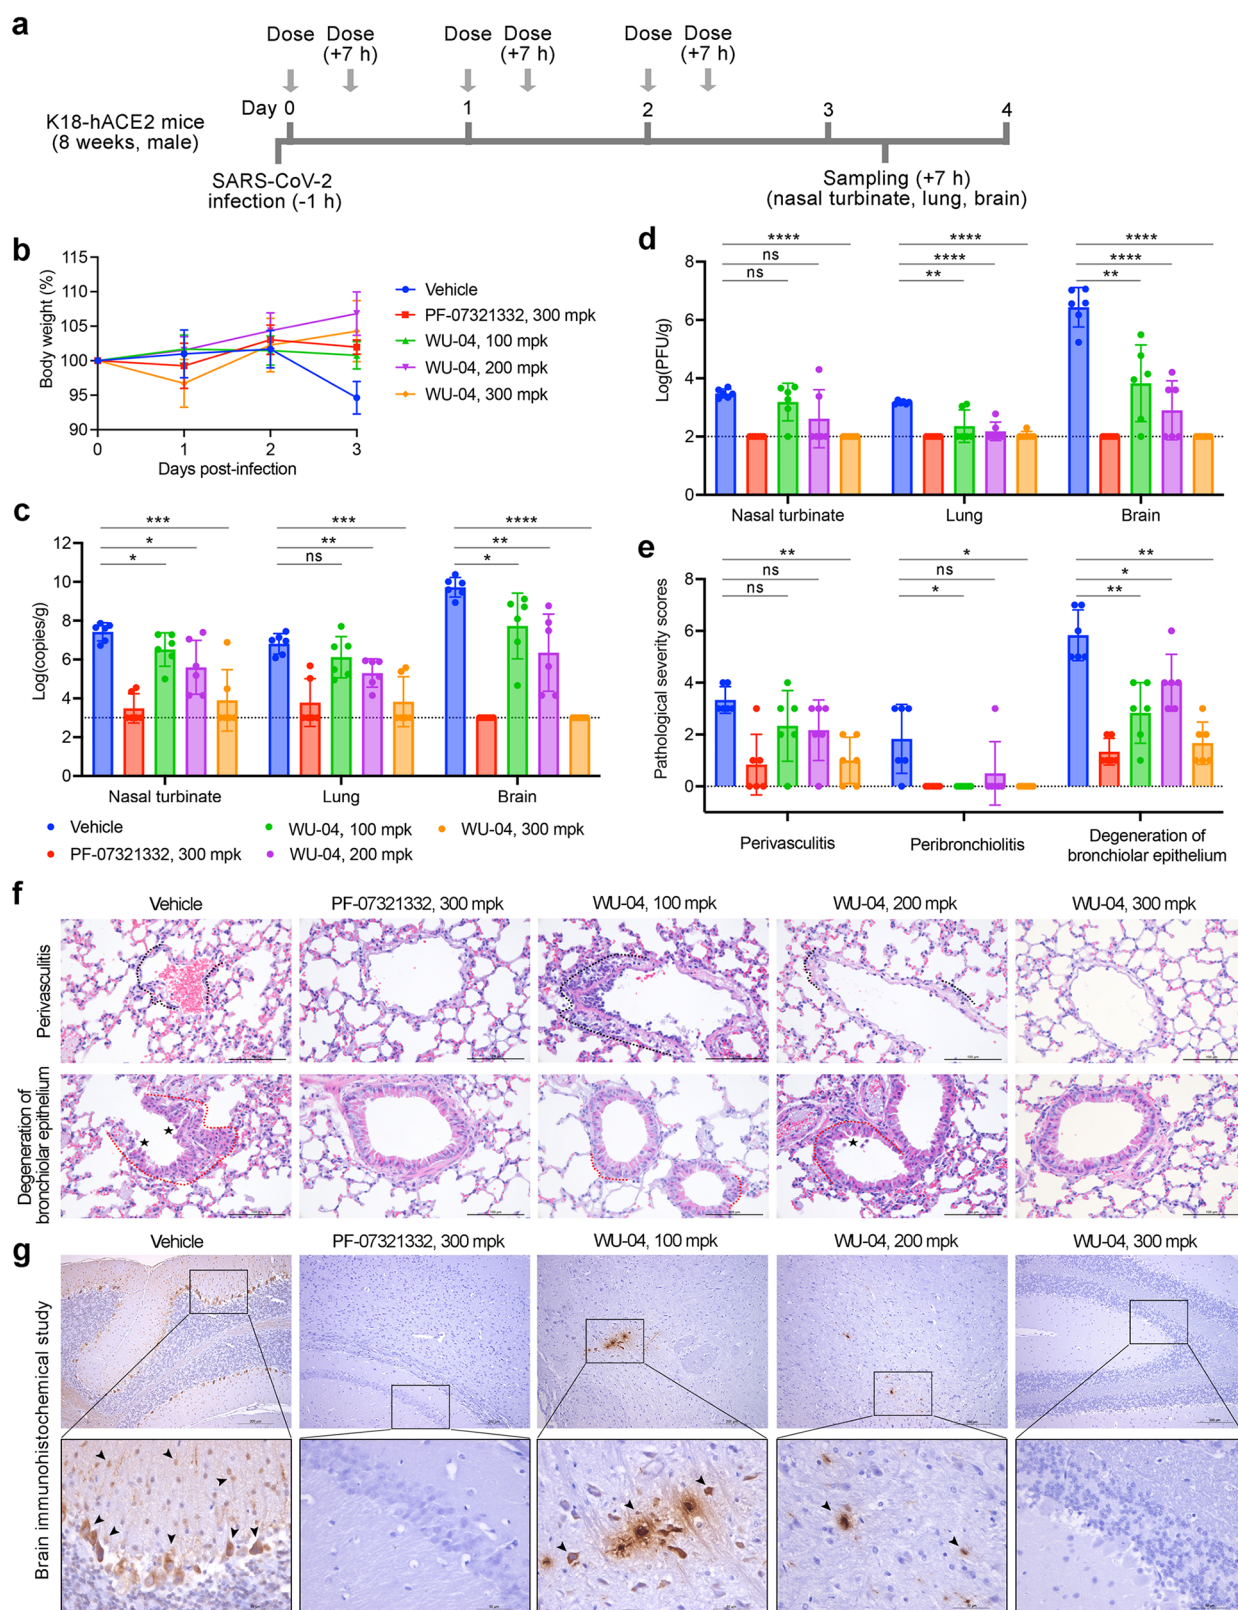 a
Dose Dose Dose Dose Dose Dose
(+7 h) (+7 h) (+7 h)
Day 0 1 2 3 4
K18-hACE2 mice
(8 weeks, male)
SARS-CoV-2
infection (-1 h)
Sampling (+7 h)
(nasal turbinate, lung, brain)
b
Body weight (%)
115
110
105
100
95
90
0 1 2 3
Days post-infection
Vehicle
PF-07321332, 300 mpk
WU-04, 100 mpk
WU-04, 200 mpk
WU-04, 300 mpk
c
Log(copies/g)
12
10
8
6
4
2
0
*** *** ****
* ** **
* ns *
Nasal turbinate Lung Brain
Vehicle WU-04, 100 mpk WU-04, 300 mpk
PF-07321332, 300 mpk WU-04, 200 mpk
d
Log(PFU/g)
8
6
4
2
0
**** **** ****
ns **** ****
ns ** **
Nasal turbinate Lung Brain
e
Pathological severity scores
8
6
4
2
0
** * **
ns ns *
ns * **
Perivasculitis Peribronchiolitis Degeneration of
bronchiolar epithelium
f
Vehicle PF-07321332, 300 mpk WU-04, 100 mpk WU-04, 200 mpk WU-04, 300 mpk
Perivasculitis
Degeneration of
bronchiolar epithelium
g
Vehicle PF-07321332, 300 mpk WU-04, 100 mpk WU-04, 200 mpk WU-04, 300 mpk
Brain immunohistochemical study